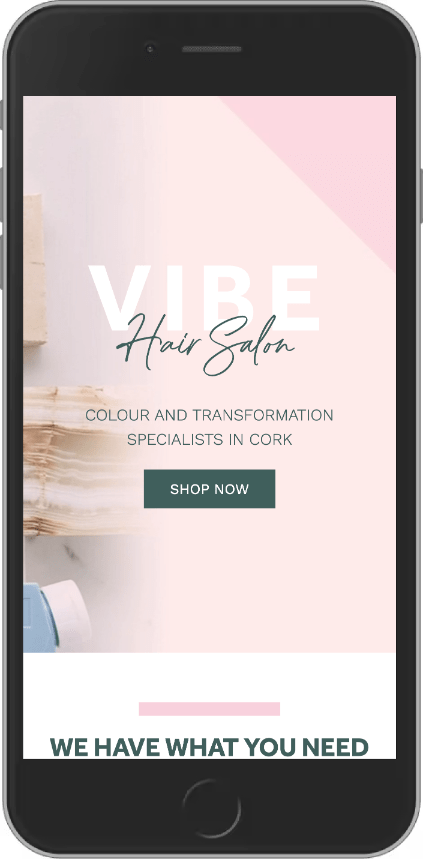 VIBE
Hair Salon
COLOUR AND TRANSFORMATION
SPECIALISTS IN CORK
SHOP NOW
WE HAVE WHAT YOU NEED